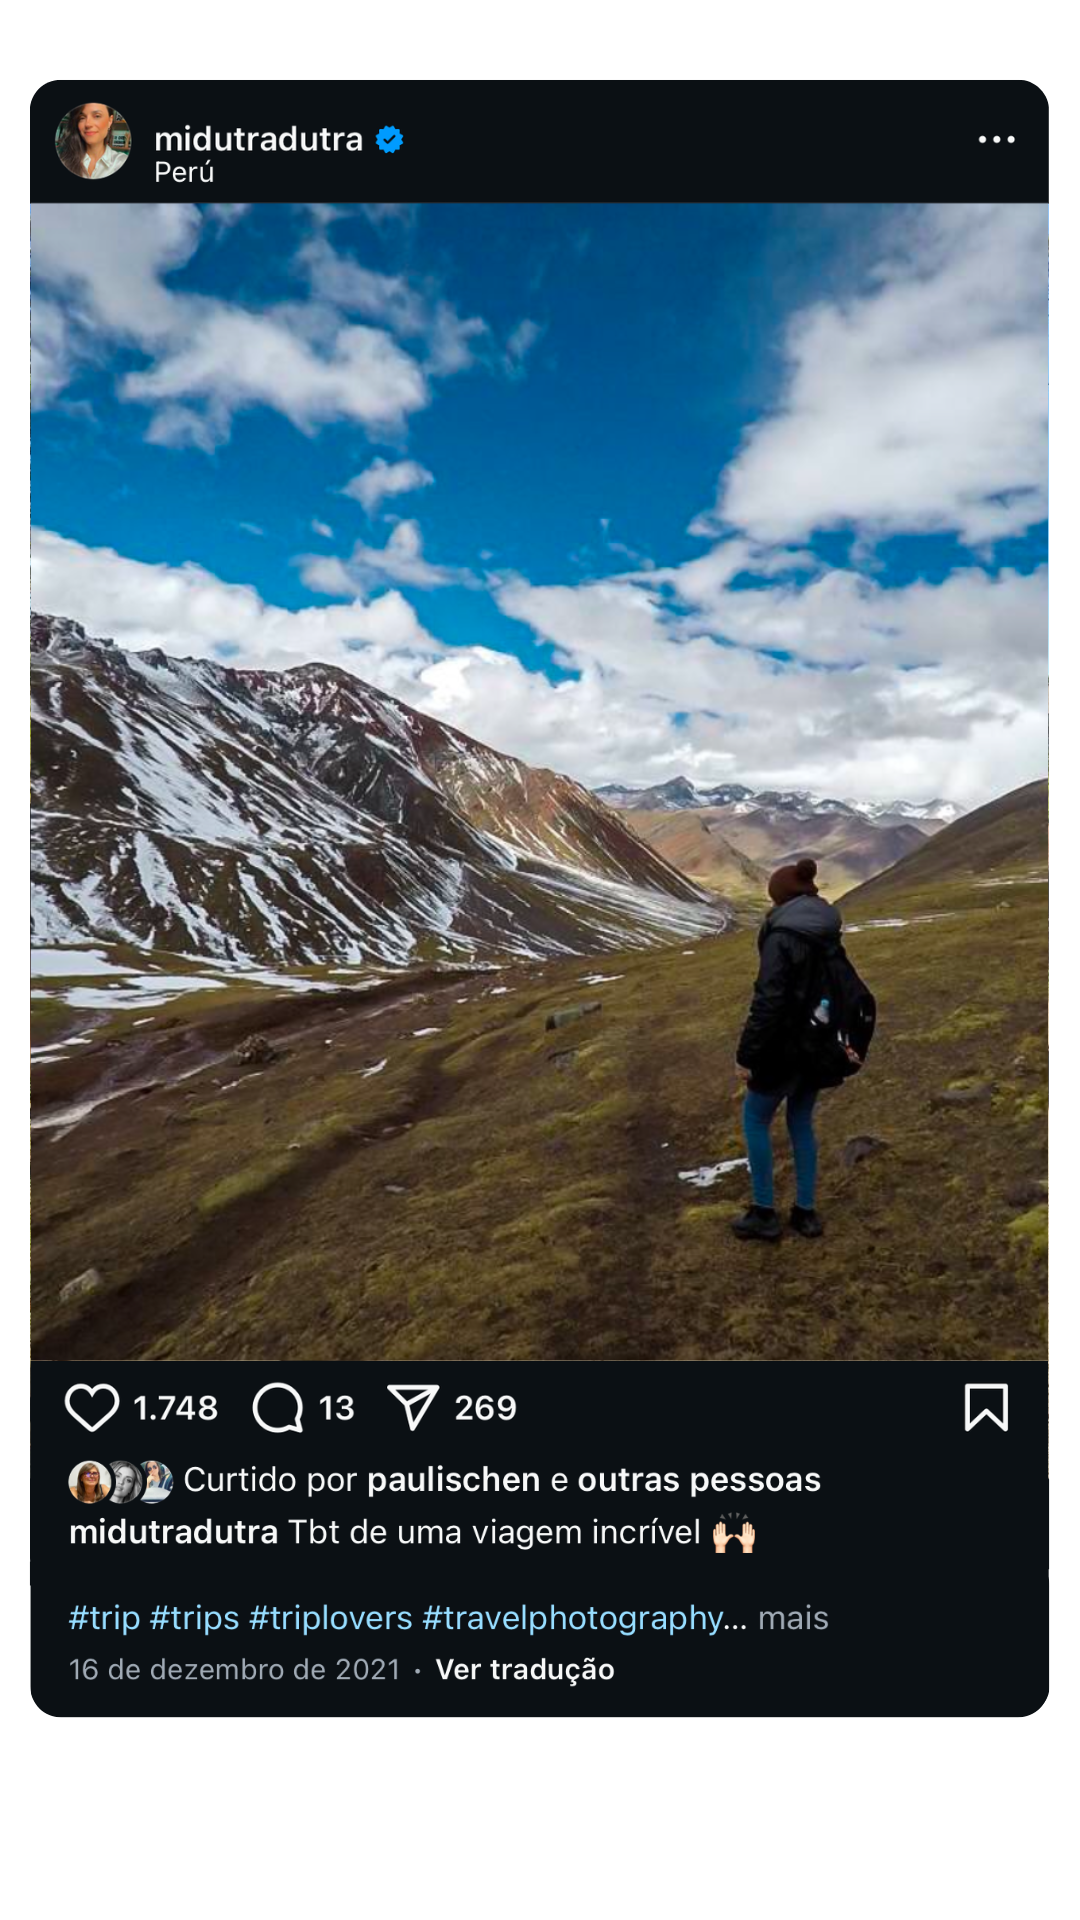 midutradutra
Perú
1.748 13 269
Curtido por paulischen e outras pessoas
midutradutra Tbt de uma viagem incrível 🙌🏻
#trip #trips #triplovers #travelphotography... mais
16 de dezembro de 2021 · Ver tradução